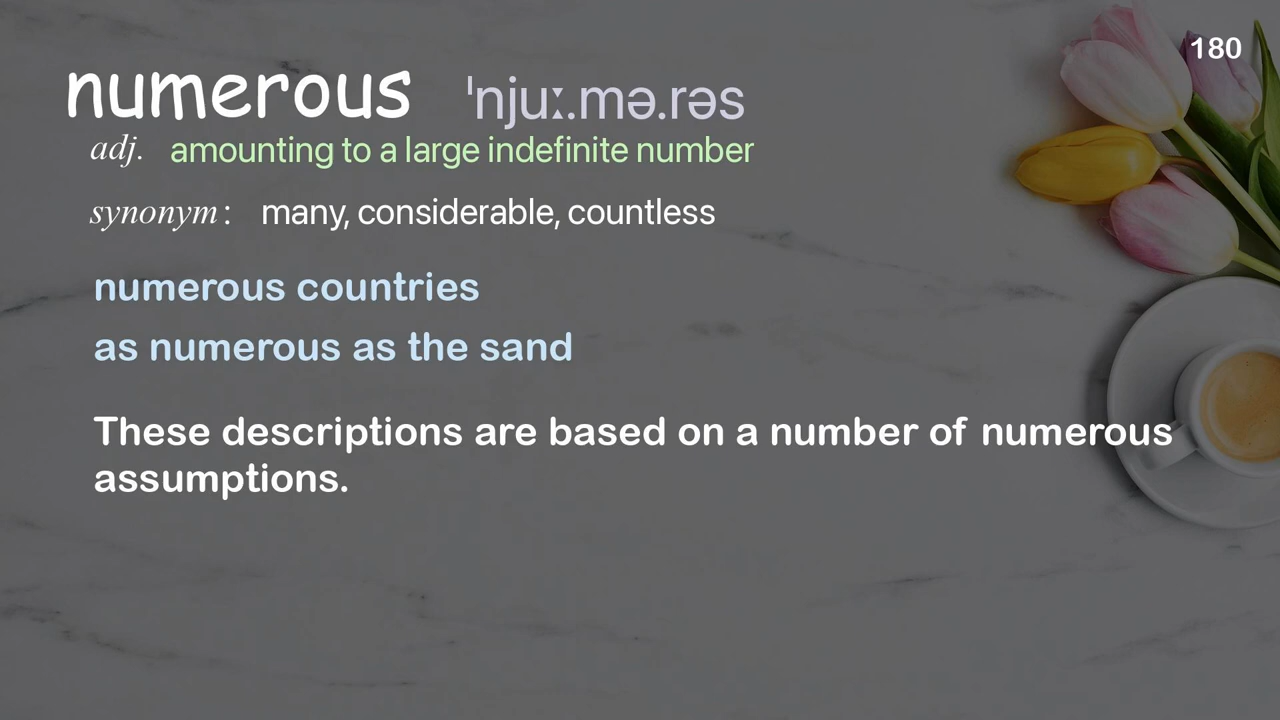 180
numerous ˈnjuː.mə.rəs
adj. amounting to a large indefinite number
synonym: many, considerable, countless
numerous countries
as numerous as the sand
These descriptions are based on a number of numerous
assumptions.